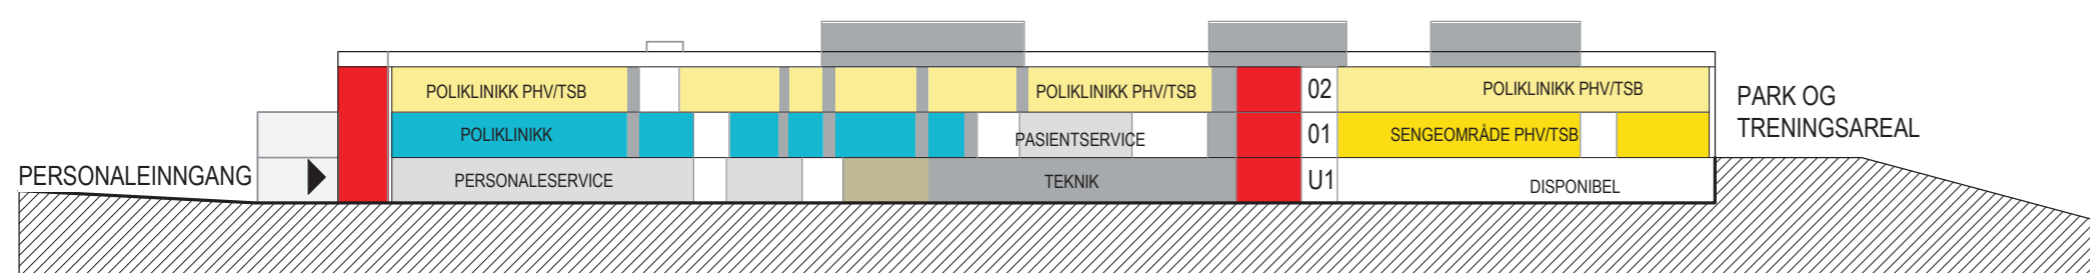 POLIKLINIKK PHV/TSB
POLIKLINIKK PHV/TSB
02
POLIKLINIKK PHV/TSB
PARK OG
TRENINGSAREAL
POLIKLINIKK
PASIENTSERVICE
01
SENGEOMRÅDE PHV/TSB
PERSONALEINNGANG
PERSONALESERVICE
TEKNIK
U1
DISPONIBEL